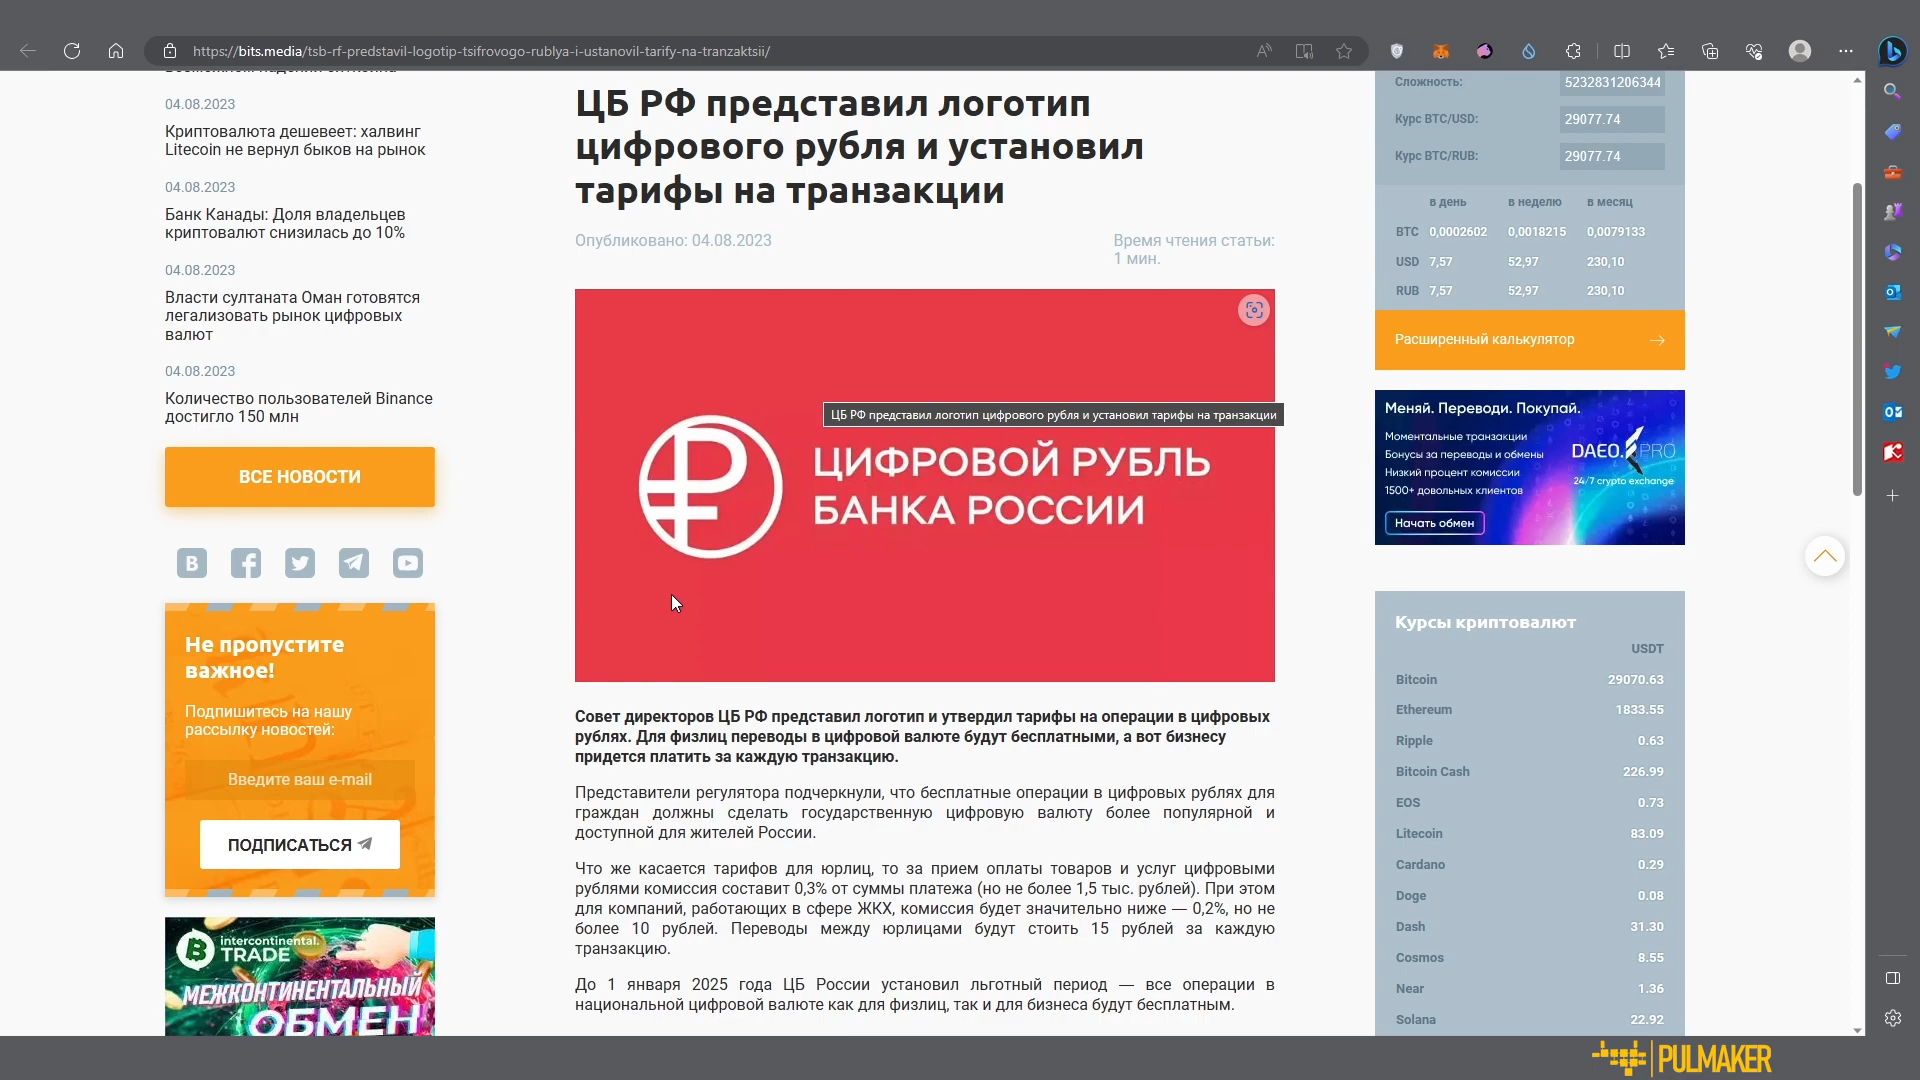 https://bits.media/tsb-rf-predstavil-logotip-tsifrovogo-rublya-i-ustanovil-tarify-na-tranzaktsii/
04.08.2023
Криптовалюта дешевеет: халвинг
Litecoin не вернул быков на рынок
04.08.2023
Банк Канады: Доля владельцев
криптовалют снизилась до 10%
04.08.2023
Власти султаната Оман готовятся
легализовать рынок цифровых
валют
04.08.2023
Количество пользователей Binance
достигло 150 млн
ВСЕ НОВОСТИ
Не пропустите
важное!
Подпишитесь на нашу
рассылку новостей:
Введите ваш e-mail
ПОДПИСАТЬСЯ
intercontinental.
TRADE
МЕЖКОНТИНЕНТАЛЬНЫЙ
ОБМЕН
ЦБ РФ представил логотип
цифрового рубля и установил
тарифы на транзакции
Опубликовано: 04.08.2023
Время чтения статьи:
1 мин.
ЦБ РФ представил логотип цифрового рубля и установил тарифы на транзакции
ЦИФРОВОЙ РУБЛЬ
БАНКА РОССИИ
Совет директоров ЦБ РФ представил логотип и утвердил тарифы на операции в цифровых
рублях. Для физлиц переводы в цифровой валюте будут бесплатными, а вот бизнесу
придется платить за каждую транзакцию.
Представители регулятора подчеркнули, что бесплатные операции в цифровых рублях для
граждан должны сделать государственную цифровую валюту более популярной и
доступной для жителей России.
Что же касается тарифов для юрлиц, то за прием оплаты товаров и услуг цифровыми
рублями комиссия составит 0,3% от суммы платежа (но не более 1,5 тыс. рублей). При этом
для компаний, работающих в сфере ЖКХ, комиссия будет значительно ниже — 0,2%, но не
более 10 рублей. Переводы между юрлицами будут стоить 15 рублей за каждую
транзакцию.
До 1 января 2025 года ЦБ России установил льготный период — все операции в
национальной цифровой валюте как для физлиц, так и для бизнеса будут бесплатным.
Сложность: 5232831206344
Курс BTC/USD: 29077.74
Курс BTC/RUB: 29077.74
в день в неделю в месяц
BTC 0,0002602 0,0018215 0,0079133
USD 7,57 52,97 230,10
RUB 7,57 52,97 230,10
Расширенный калькулятор
Меняй. Переводи. Покупай.
Моментальные транзакции
Бонусы за переводы и обмены
Низкий процент комиссии
1500+ довольных клиентов
Начать обмен
DAEO.PRO
24/7 crypto exchange
Курсы криптовалют
USDT
Bitcoin 29070.63
Ethereum 1833.55
Ripple 0.63
Bitcoin Cash 226.99
EOS 0.73
Litecoin 83.09
Cardano 0.29
Doge 0.08
Dash 31.30
Cosmos 8.55
Near 1.36
Solana 22.92
PULMAKER